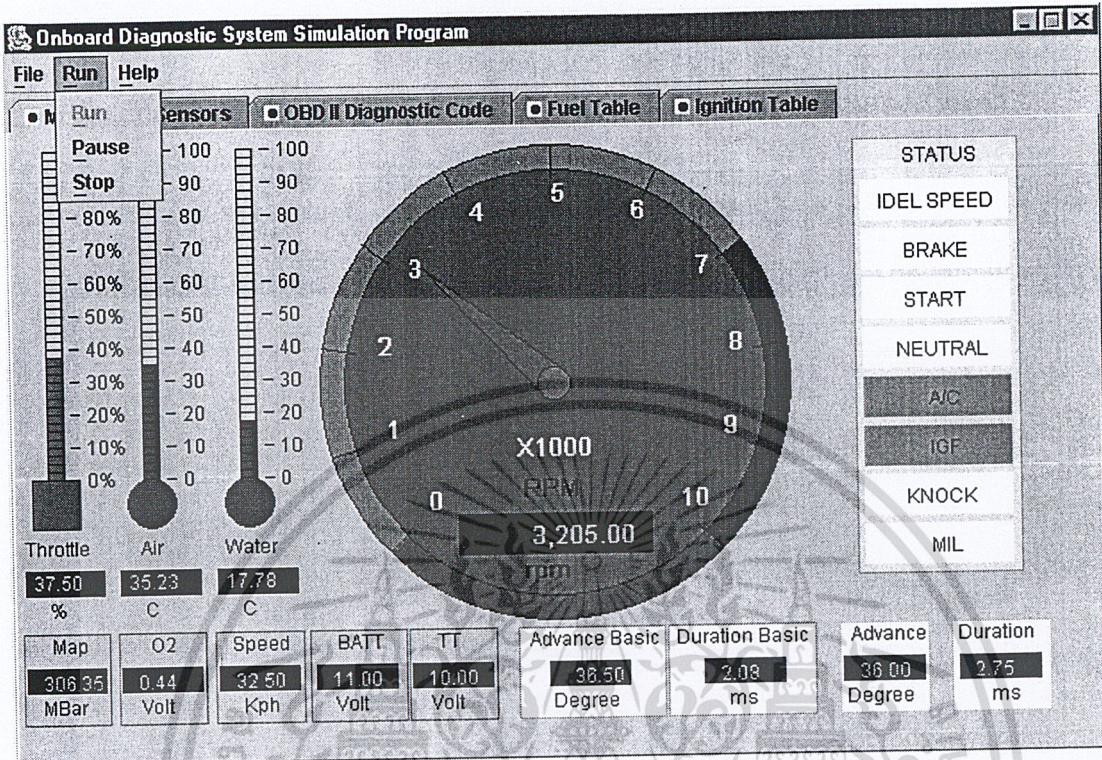 Onboard Diagnostic System Simulation Program
File Run Help
Run
Pause
Stop
Sensors
OBD II Diagnostic Code
Fuel Table
Ignition Table
80%
70%
60%
50%
40%
30%
20%
10%
0%
100
90
80
70
60
50
40
30
20
10
0
100
90
80
70
60
50
40
30
20
10
0
Throttle
37.50
%
Air
35.23
C
Water
17.78
C
0
1
2
3
4
5
6
7
8
9
10
X1000
RPM
3,205.00
rpm
STATUS
IDEL SPEED
BRAKE
START
NEUTRAL
A/C
IGF
KNOCK
MIL
Map
306.35
MBar
O2
0.44
Volt
Speed
32.50
Kph
BATT
11.00
Volt
TT
10.00
Volt
Advance Basic
36.50
Degree
Duration Basic
ms
Advance
36.00
Degree
Duration
2.75
ms